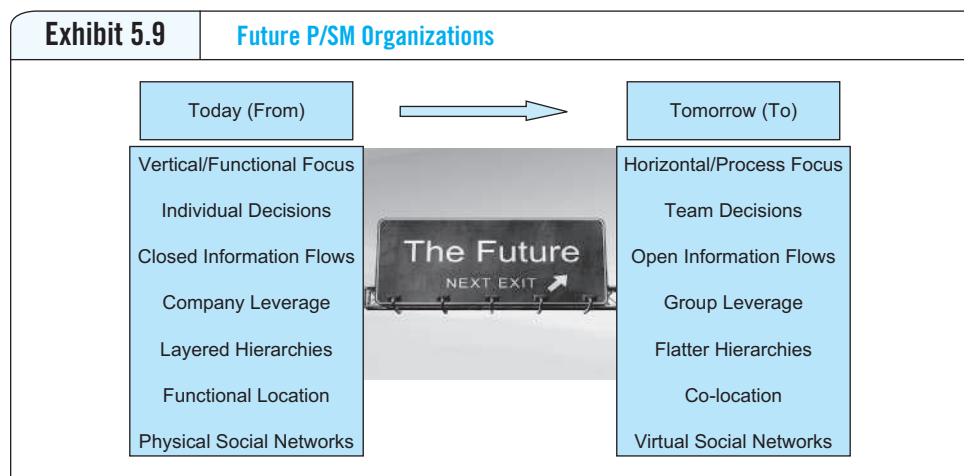 Exhibit 5.9
Future P/SM Organizations
Today (From)
Tomorrow (To)
Vertical/Functional Focus
Individual Decisions
Closed Information Flows
Company Leverage
Layered Hierarchies
Functional Location
Physical Social Networks
The Future
NEXT EXIT
Horizontal/Process Focus
Team Decisions
Open Information Flows
Group Leverage
Flatter Hierarchies
Co-location
Virtual Social Networks